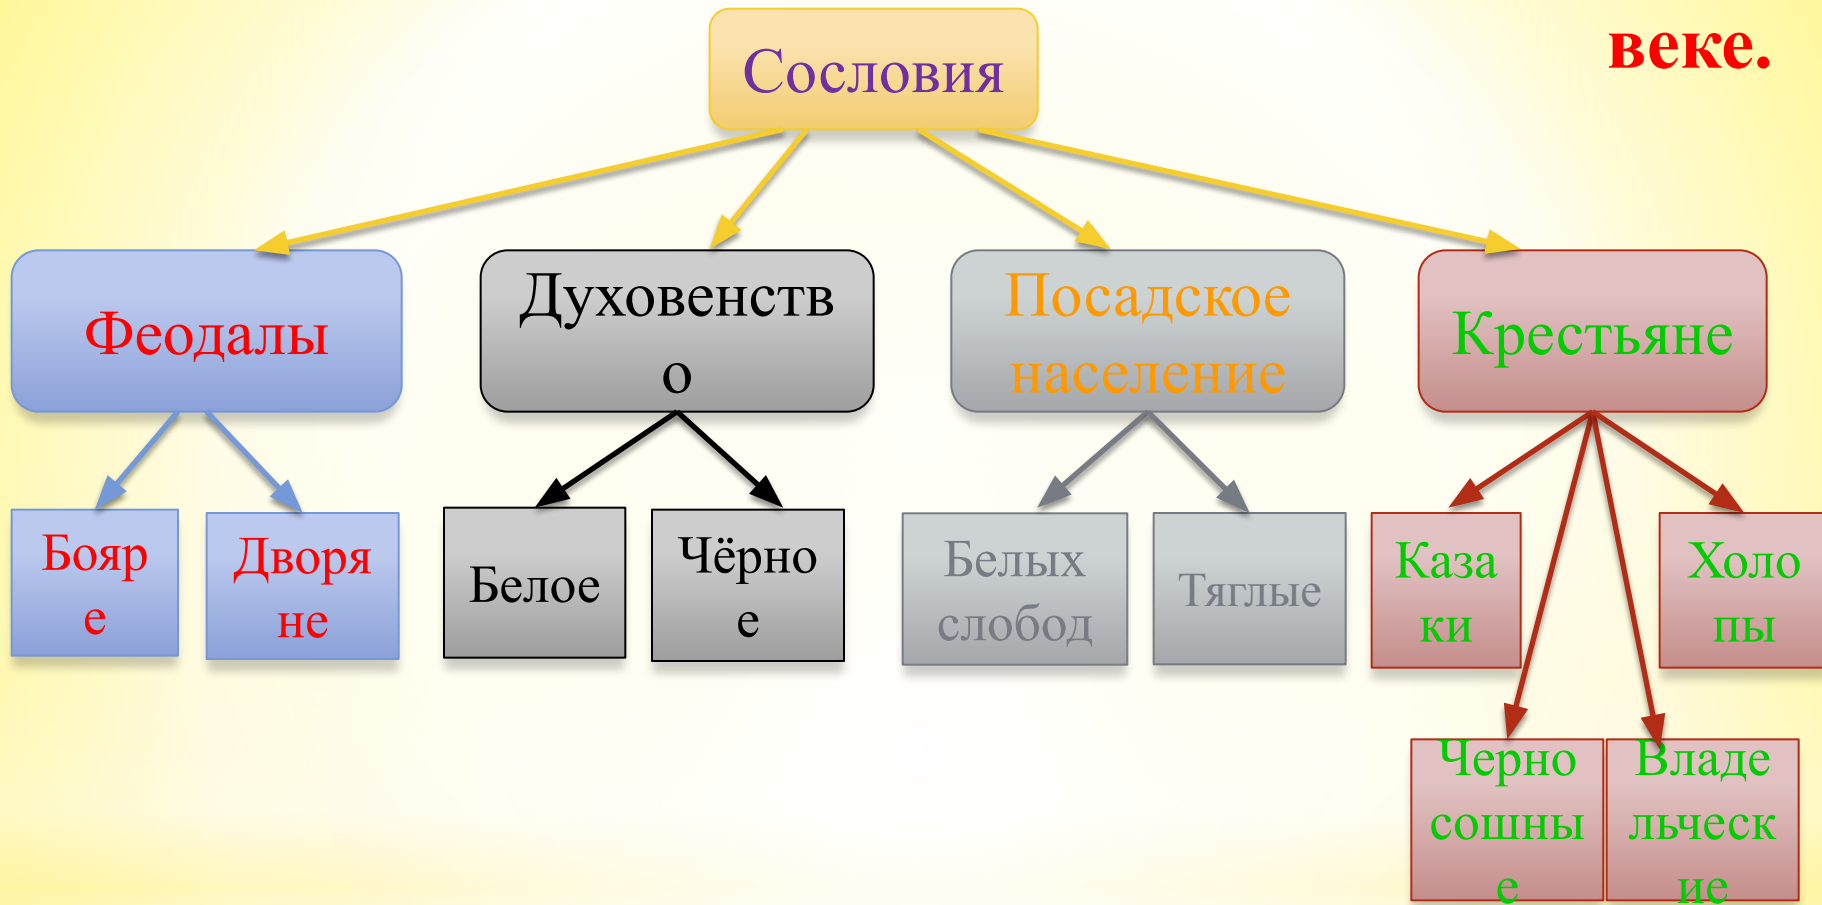 веке.
Сословия
Феодалы
Духовенств
о
Посадское
население
Крестьяне
Бояр
е
Дворя
не
Белое
Чёрно
е
Белых
слобод
Тяглые
Каза
ки
Холо
пы
Черно
сошны
е
Владе
льческ
ие